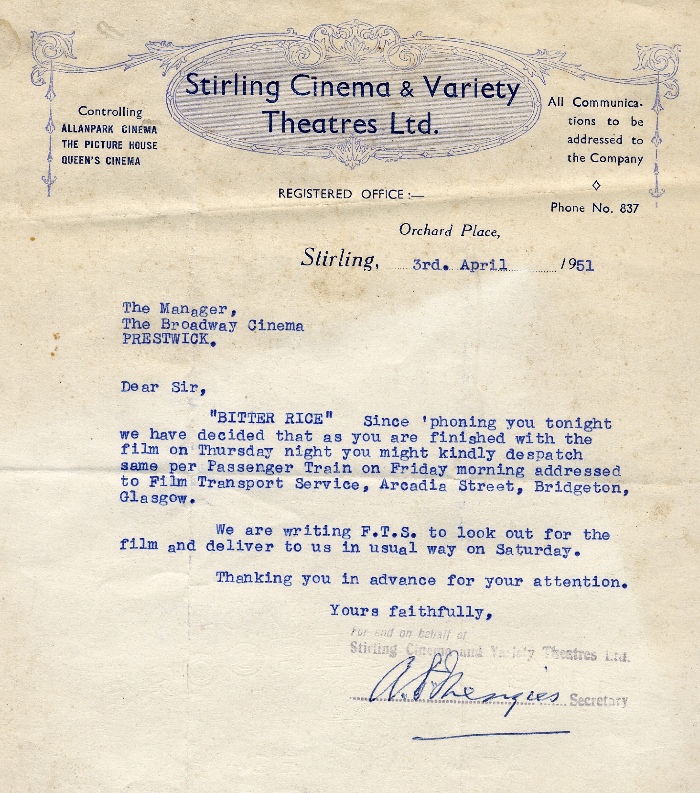 Stirling Cinema & Variety
Theatres Ltd.
Controlling
ALLANPARK CINEMA
THE PICTURE HOUSE
QUEEN'S CINEMA
All Communica-
tions to be
addressed to
the Company
Phone No. 837
REGISTERED OFFICE :—
Orchard Place,
Stirling, 3rd. April 1951
The Manager,
The Broadway Cinema
PRESTWICK.
Dear Sir,
"BITTER RICE" Since 'phoning you tonight
we have decided that as you are finished with the
film on Thursday night you might kindly despatch
same per Passenger Train on Friday morning addressed
to Film Transport Service, Arcadia Street, Bridgeton,
Glasgow.
We are writing F.T.S. to look out for the
film and deliver to us in usual way on Saturday.
Thanking you in advance for your attention.
Yours faithfully,
For and on behalf of
Stirling Cinema and Variety Theatres Ltd.
Secretary